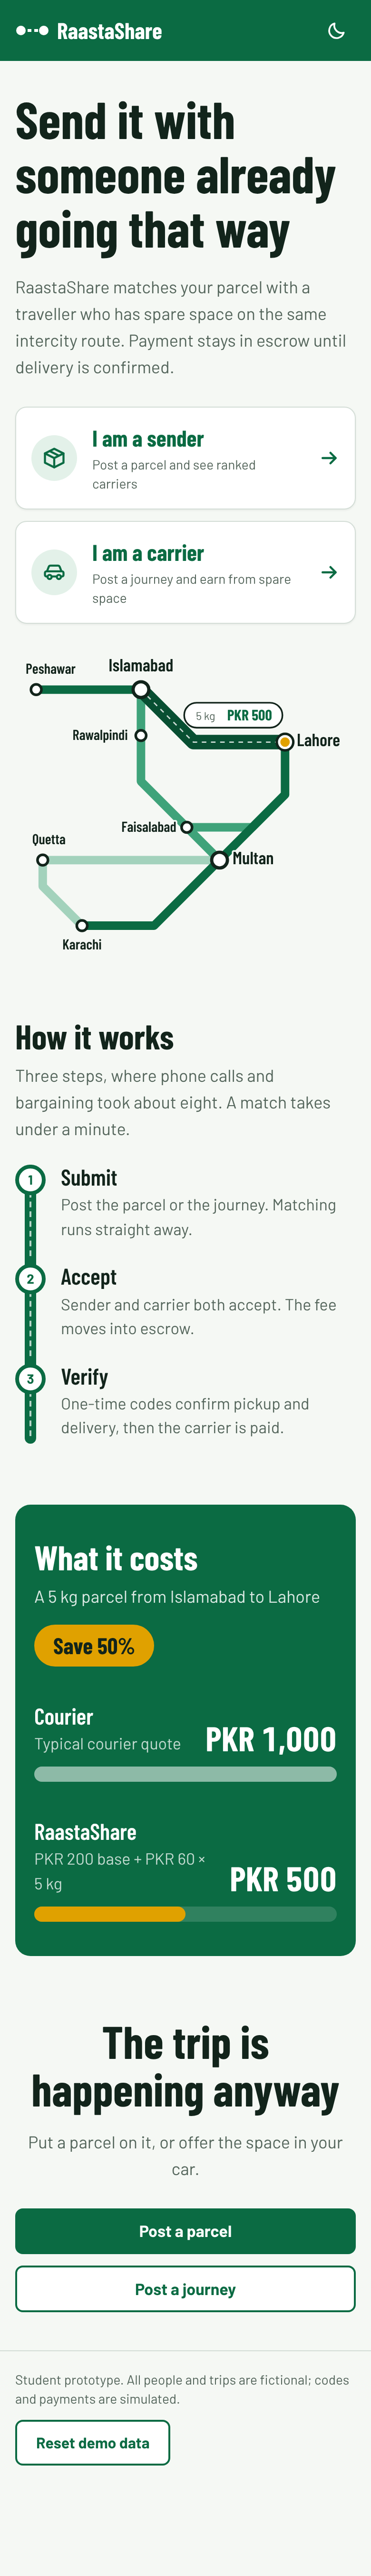 RaastaShare
Send it with
someone already
going that way
RaastaShare matches your parcel with a
traveller who has spare space on the same
intercity route. Payment stays in escrow until
delivery is confirmed.
I am a sender
Post a parcel and see ranked
carriers
I am a carrier
Post a journey and earn from spare
space
Peshawar
Islamabad
5 kg PKR 500
Rawalpindi
Lahore
Faisalabad
Quetta
Multan
Karachi
How it works
Three steps, where phone calls and
bargaining took about eight. A match takes
under a minute.
1 Submit
Post the parcel or the journey. Matching
runs straight away.
2 Accept
Sender and carrier both accept. The fee
moves into escrow.
3 Verify
One-time codes confirm pickup and
delivery, then the carrier is paid.
What it costs
A 5 kg parcel from Islamabad to Lahore
Save 50%
Courier
Typical courier quote PKR 1,000
RaastaShare
PKR 200 base + PKR 60 ×
5 kg PKR 500
The trip is
happening anyway
Put a parcel on it, or offer the space in your
car.
Post a parcel
Post a journey
Student prototype. All people and trips are fictional; codes
and payments are simulated.
Reset demo data